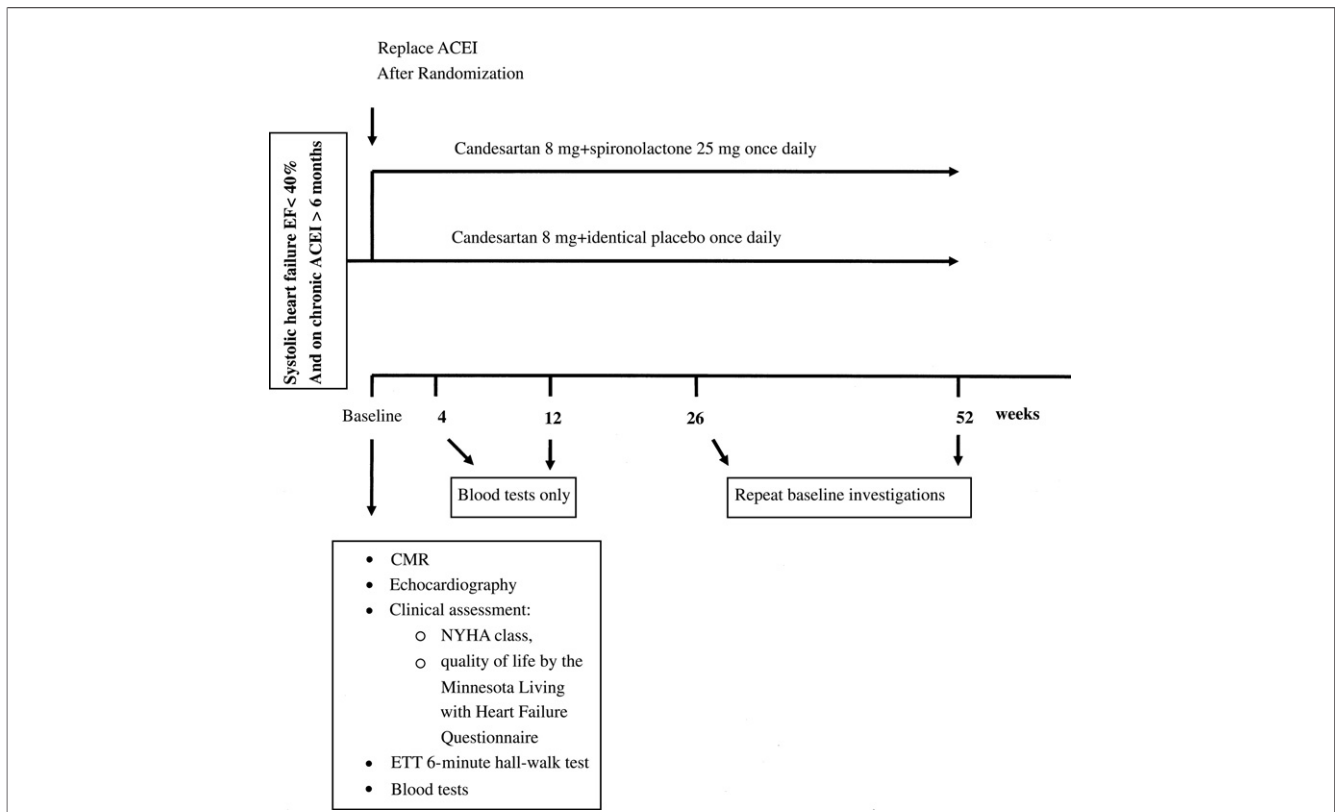 Replace ACEI
After Randomization
Systolic heart failure EF< 40%
And on chronic ACEI > 6 months
Candesartan 8 mg+spironolactone 25 mg once daily
Candesartan 8 mg+identical placebo once daily
Baseline 4 12 26 52 weeks
Blood tests only
Repeat baseline investigations
• CMR
• Echocardiography
• Clinical assessment:
o NYHA class,
o quality of life by the
Minnesota Living
with Heart Failure
Questionnaire
• ETT 6-minute hall-walk test
• Blood tests